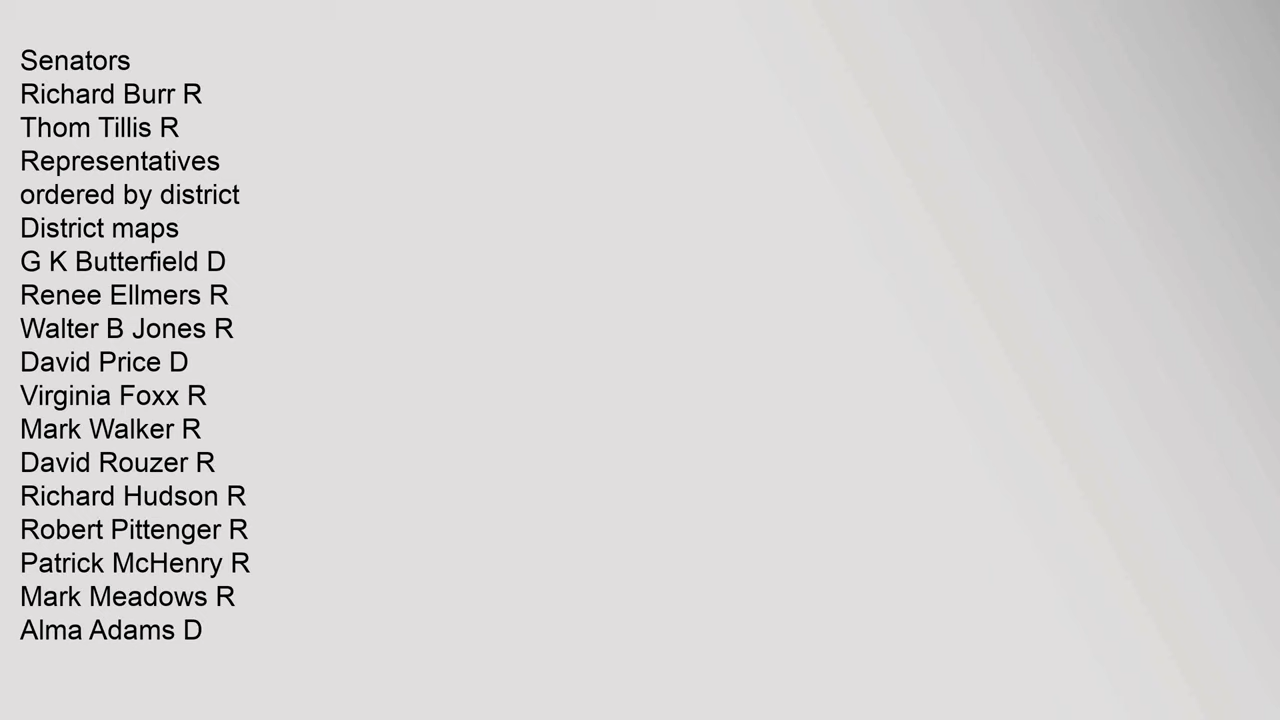 Senators
Richard Burr R
Thom Tillis R
Representatives
ordered by district
District maps
G K Butterfield D
Renee Ellmers R
Walter B Jones R
David Price D
Virginia Foxx R
Mark Walker R
David Rouzer R
Richard Hudson R
Robert Pittenger R
Patrick McHenry R
Mark Meadows R
Alma Adams D